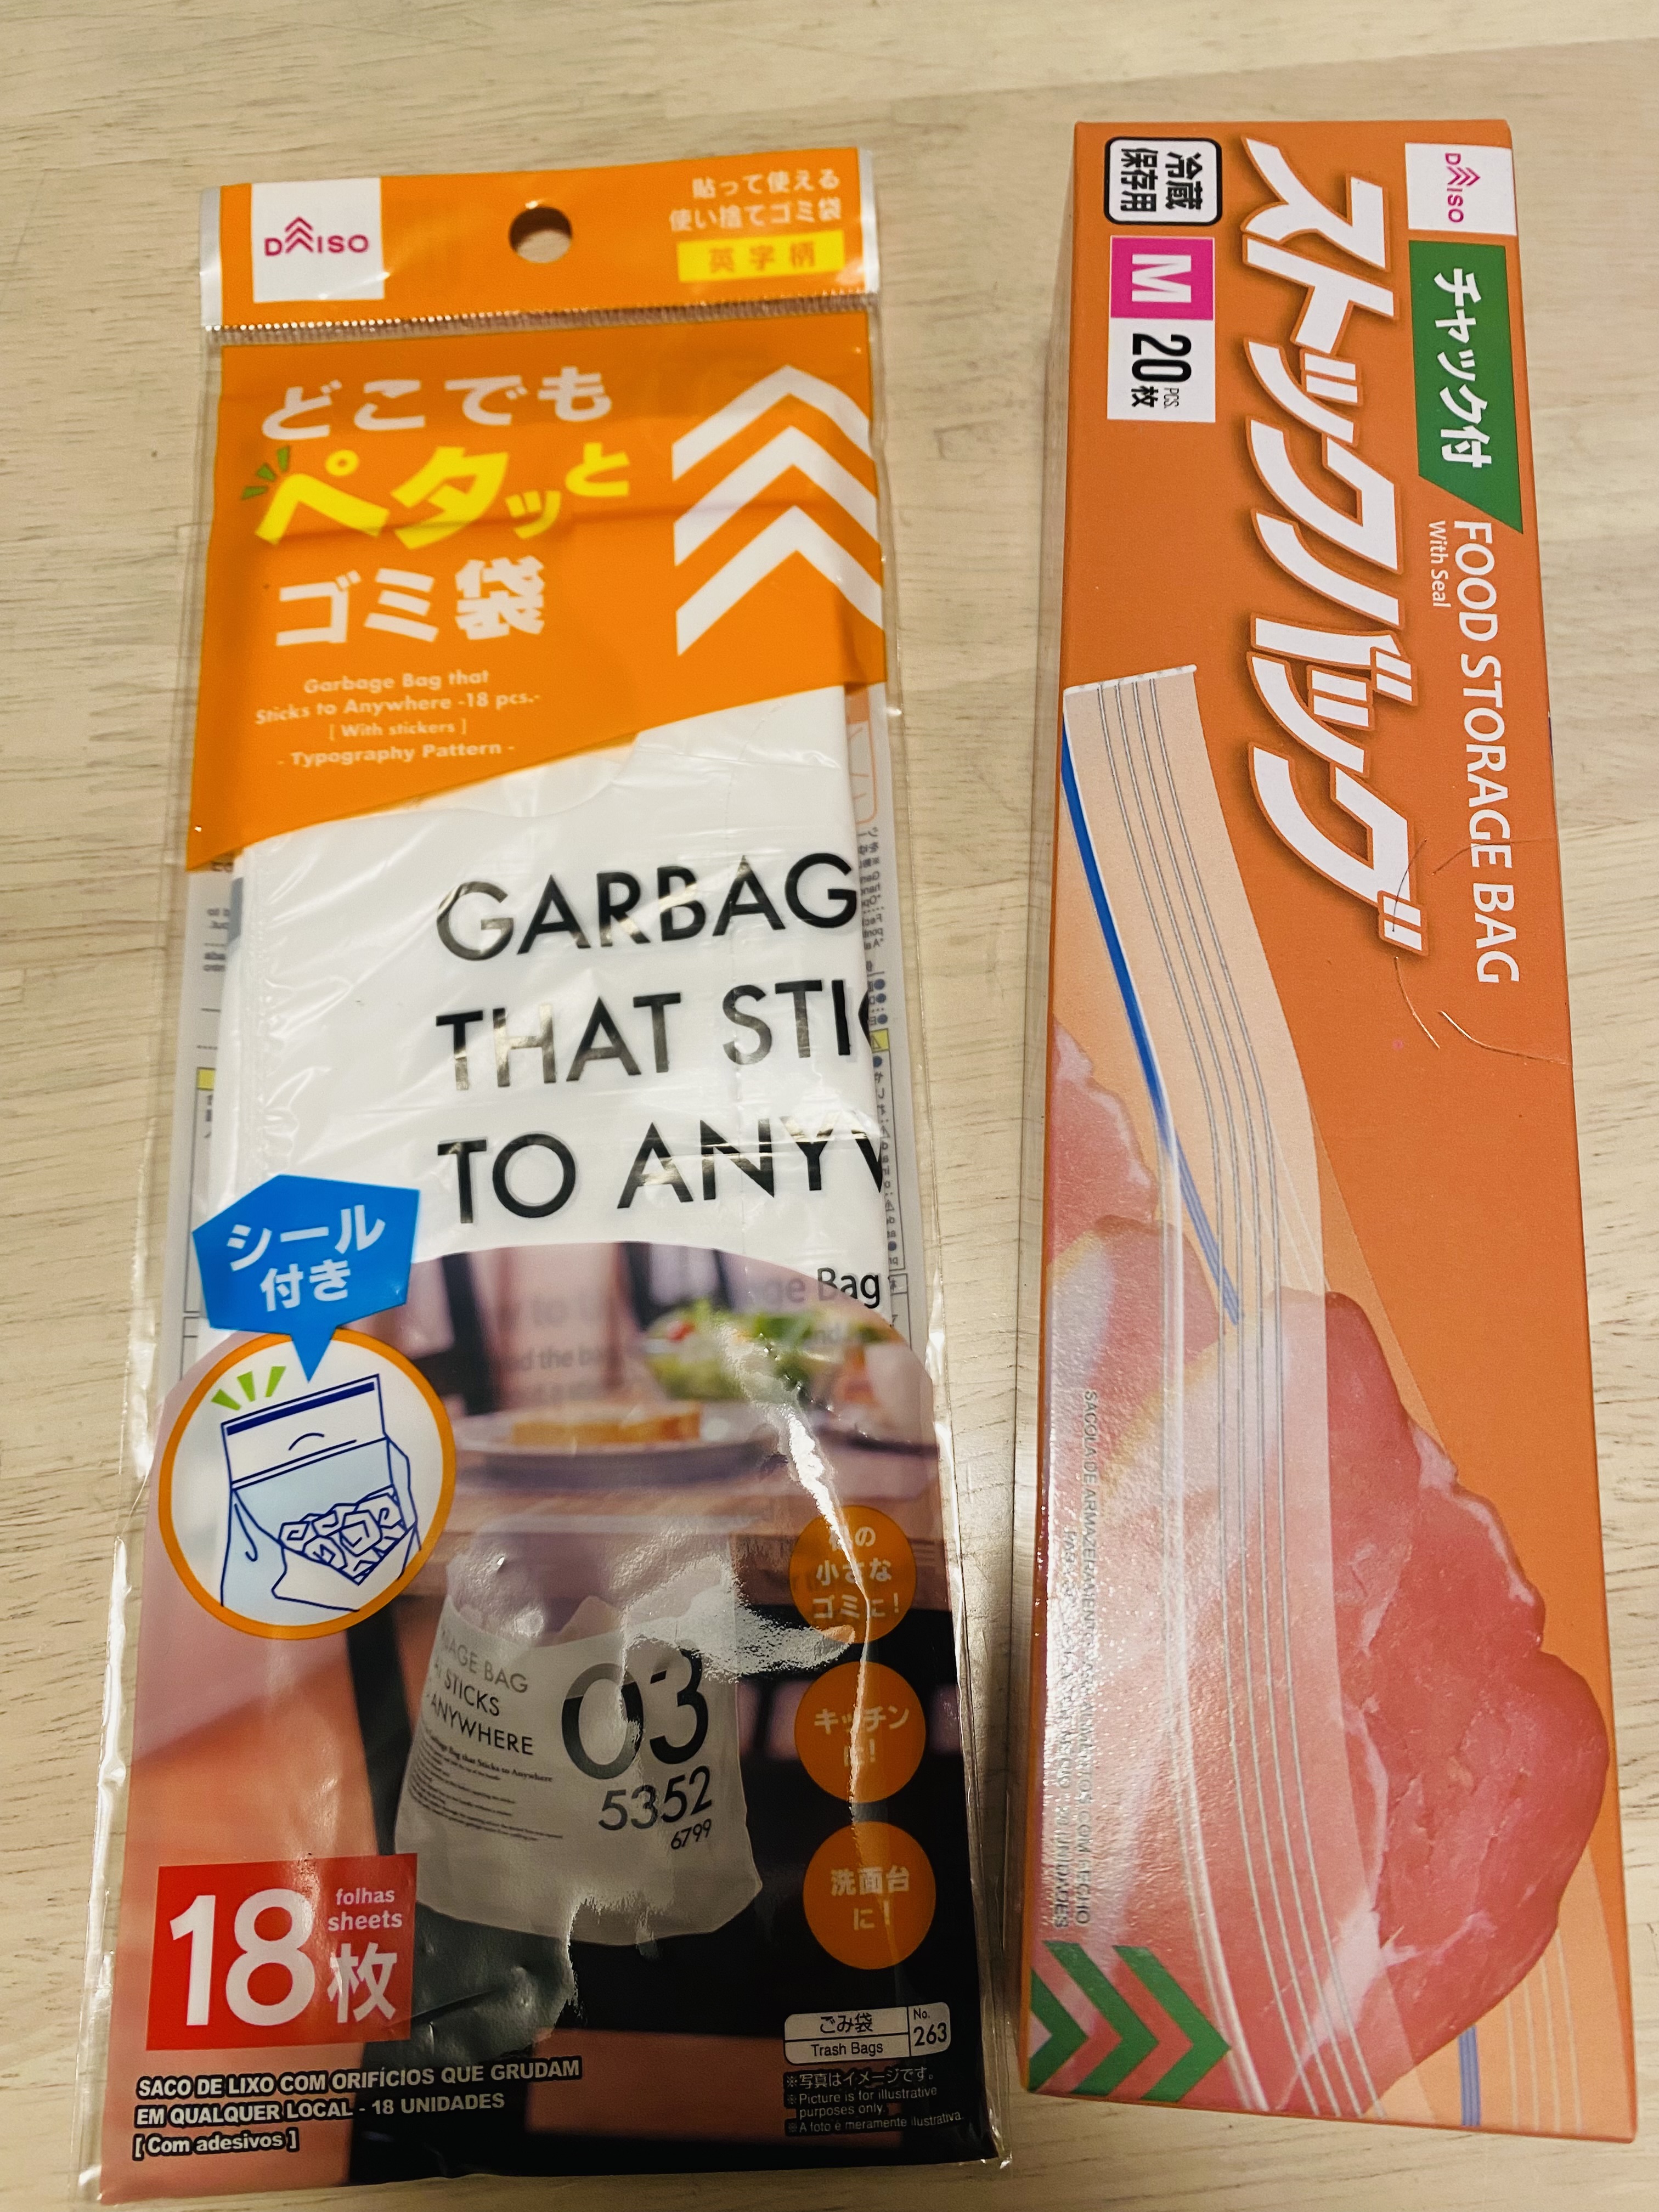 DAISO
貼って使える
使い捨てゴミ袋
英字柄
どこでも
ペタッと
ゴミ袋
Garbage Bag that
Sticks to Anywhere -18 pcs.-
[ With stickers ]
- Typography Pattern -
GARBAG
THAT STI
TO ANY
シール
付き
ge Bag
小さな
ゴミに!
キッチン
に!
洗面台
に!
BAG
STICKS
ANYWHERE
03
5352
6799
18枚
folhas
sheets
ごみ袋
Trash Bags
No.
263
SACO DE LIXO COM ORIFÍCIOS QUE GRUDAM
EM QUALQUER LOCAL - 18 UNIDADES
[ Com adesivos ]
※写真はイメージです。
※Picture is for illustrative
purposes only.
※A foto é meramente ilustrativa.
DAISO
チャック付
ストックバッグ
FOOD STORAGE BAG
With Seal
冷蔵
保存用
M
20枚
PCS.